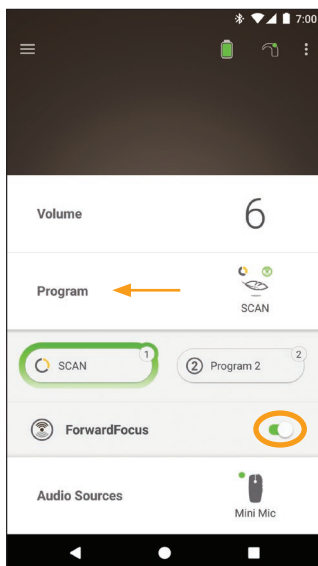 7:00
Volume 6
Program
SCAN
SCAN 1
2 Program 2 2
ForwardFocus
Audio Sources
Mini Mic